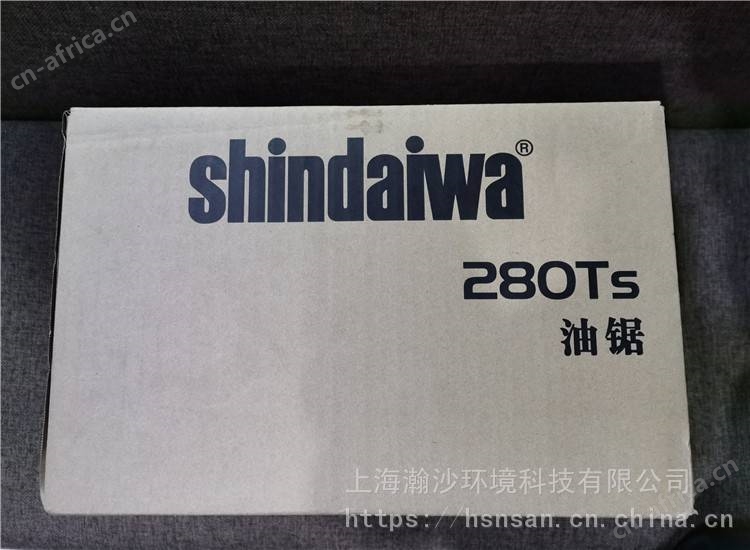 cn-africa.cn
shindaiwa®
280Ts
油锯
上海瀚沙环境科技有限公司
https://hsnsan.cn.china.cn